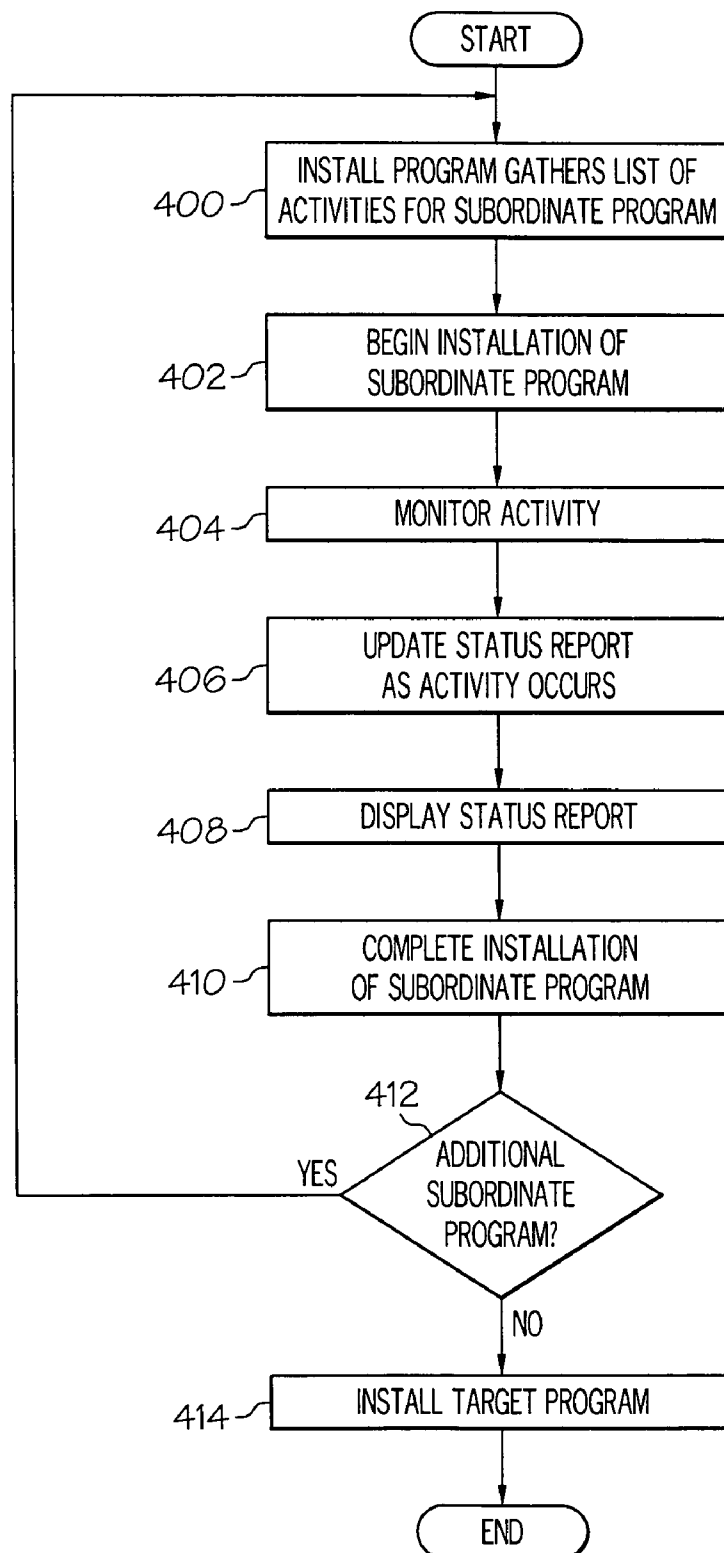 START
INSTALL PROGRAM GATHERS LIST OF
ACTIVITIES FOR SUBORDINATE PROGRAM
400
BEGIN INSTALLATION OF
SUBORDINATE PROGRAM
402
MONITOR ACTIVITY
404
UPDATE STATUS REPORT
AS ACTIVITY OCCURS
406
DISPLAY STATUS REPORT
408
COMPLETE INSTALLATION
OF SUBORDINATE PROGRAM
410
412
YES
ADDITIONAL
SUBORDINATE
PROGRAM?
NO
INSTALL TARGET PROGRAM
414
END